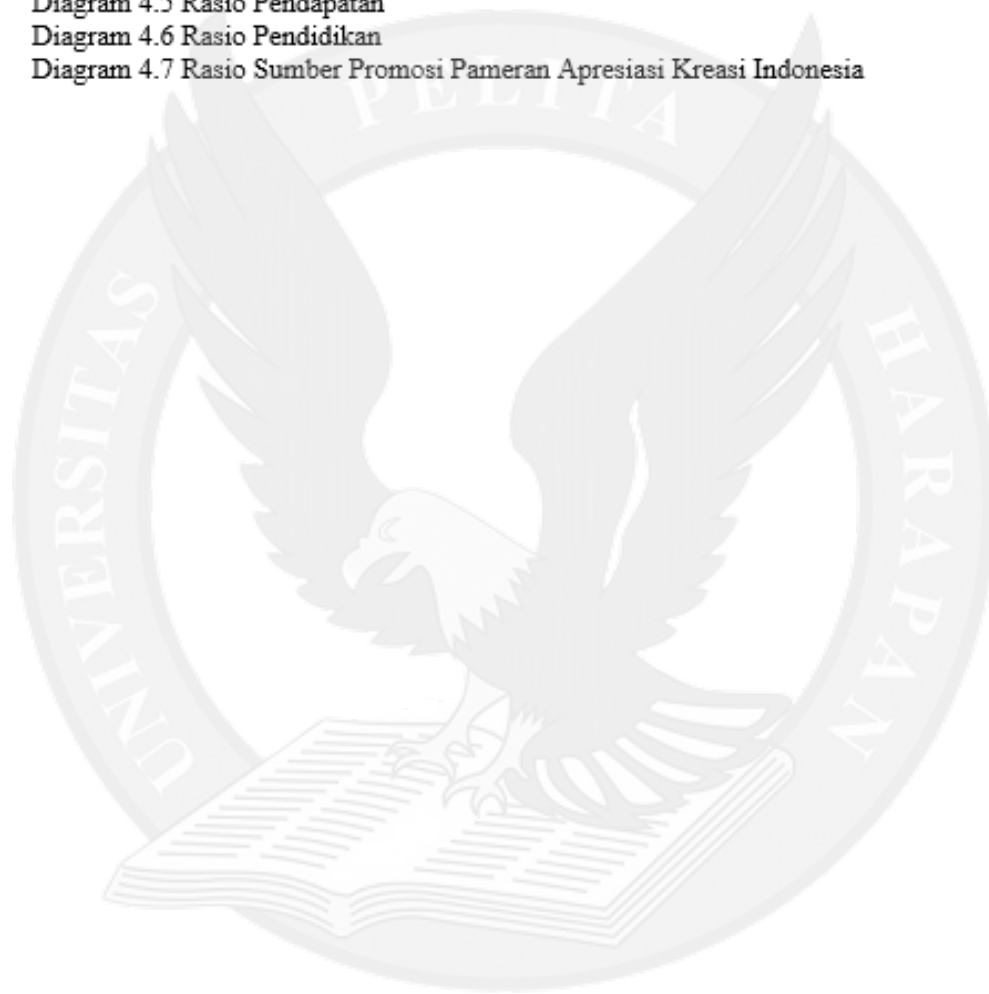 Diagram 4.5 Rasio Pendapatan
Diagram 4.6 Rasio Pendidikan
Diagram 4.7 Rasio Sumber Promosi Pameran Apresiasi Kreasi Indonesia
UNIVERSITAS PELITA HARAPAN